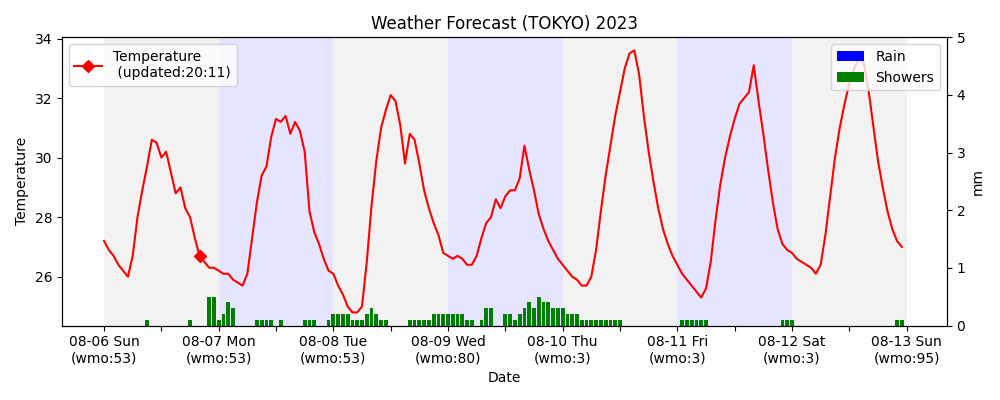 Weather Forecast (TOKYO) 2023
34
32
30
28
26
Temperature
Temperature
(updated:20:11)
Rain
Showers
5
4
3
2
1
0
mm
08-06 Sun
(wmo:53)
08-07 Mon
(wmo:53)
08-08 Tue
(wmo:53)
08-09 Wed
(wmo:80)
08-10 Thu
(wmo:3)
08-11 Fri
(wmo:3)
08-12 Sat
(wmo:3)
08-13 Sun
(wmo:95)
Date